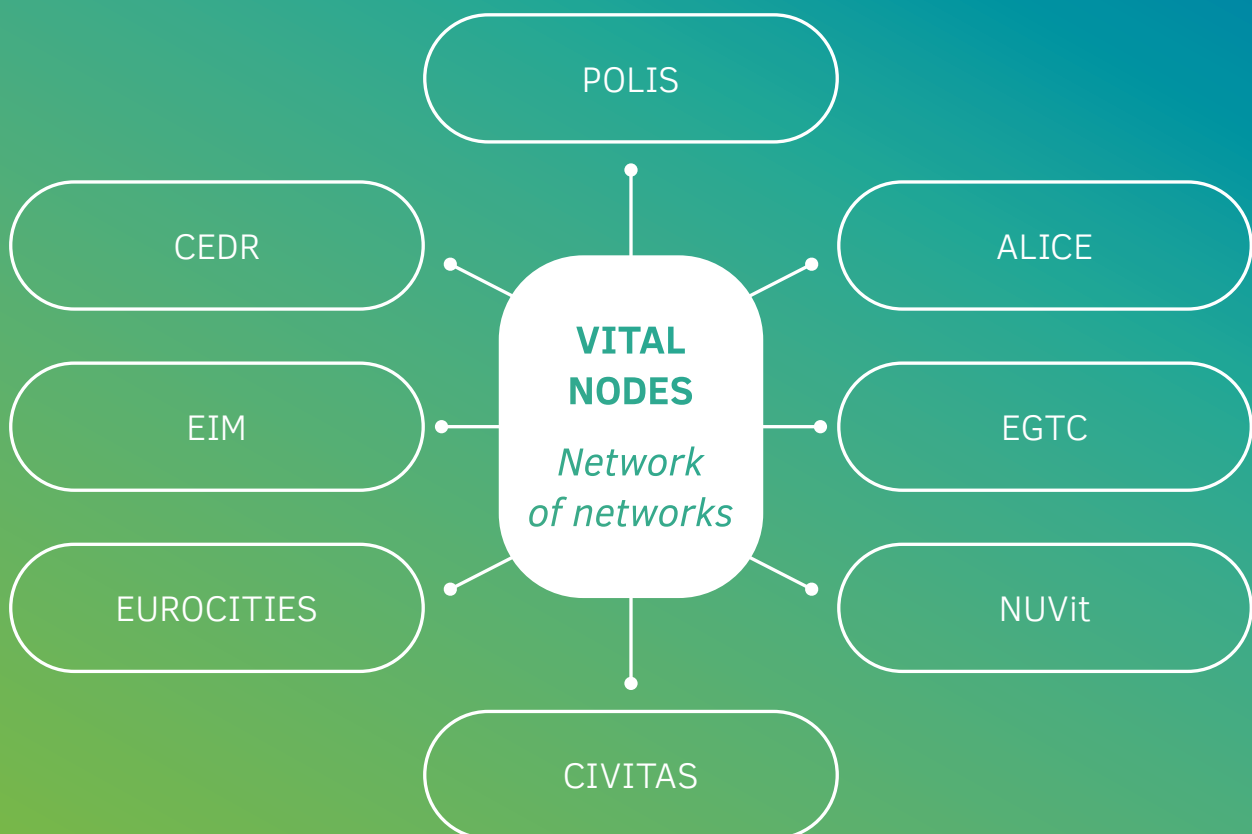 POLIS
CEDR
ALICE
VITAL
NODES
Network
of networks
EIM
EGTC
EUROCITIES
NUVit
CIVITAS